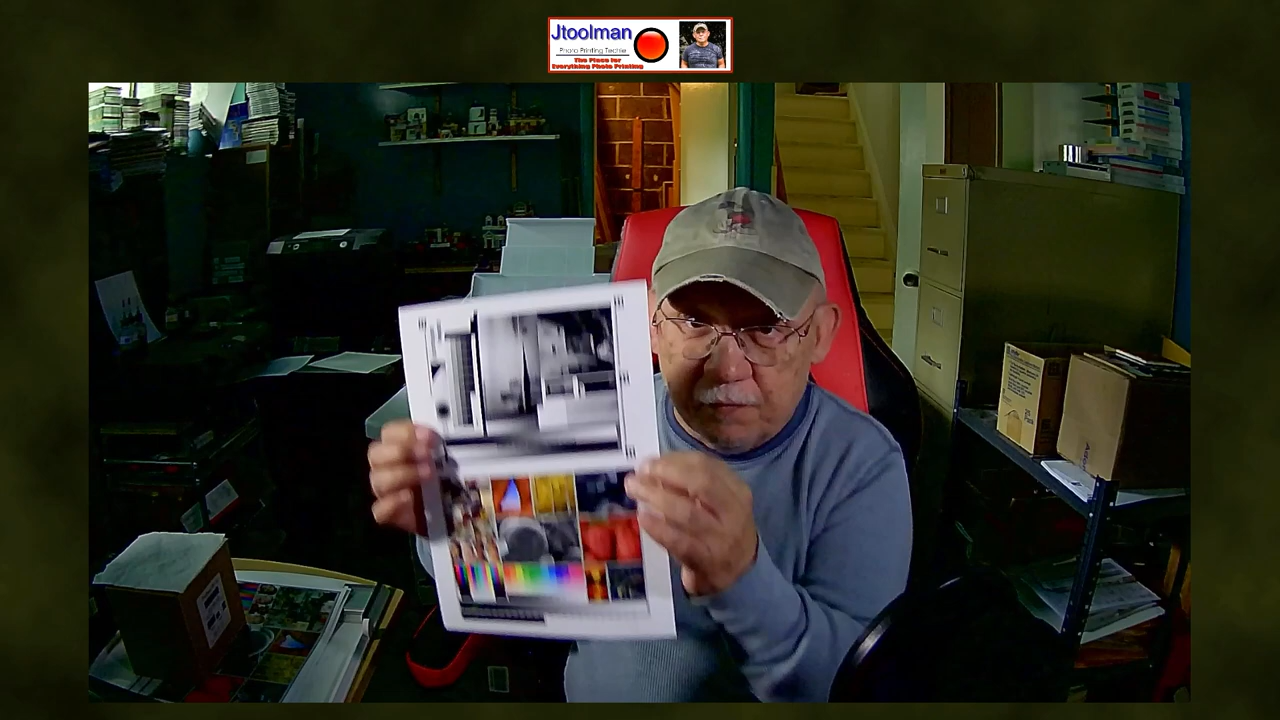 Jtoolman
Photo Printing Techie
The Place for
Everything Photo Printing